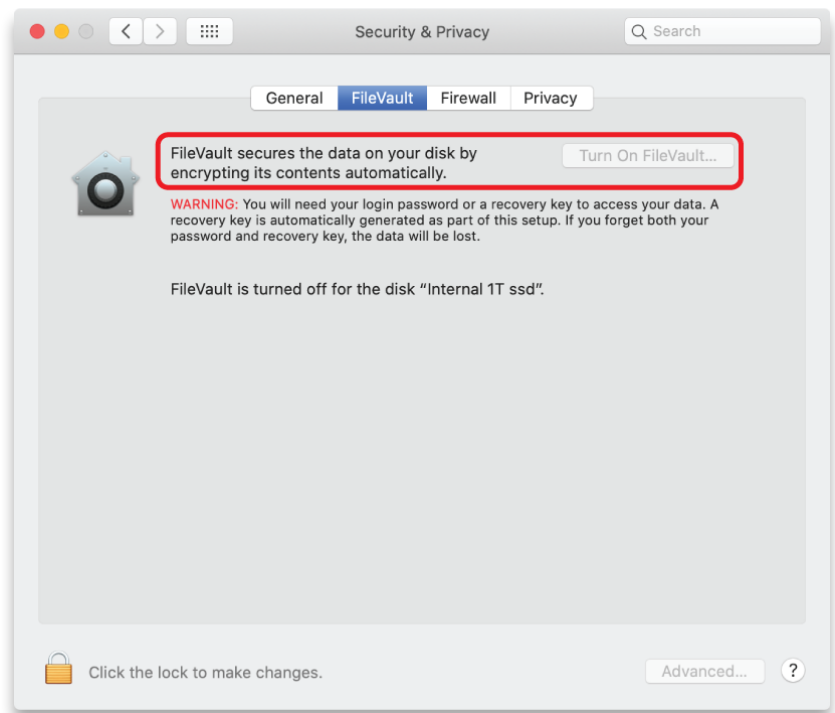 Security & Privacy
Search
General FileVault Firewall Privacy
FileVault secures the data on your disk by
encrypting its contents automatically.
Turn On FileVault...
WARNING: You will need your login password or a recovery key to access your data. A
recovery key is automatically generated as part of this setup. If you forget both your
password and recovery key, the data will be lost.
FileVault is turned off for the disk “Internal 1T ssd”.
Click the lock to make changes.
Advanced...
?